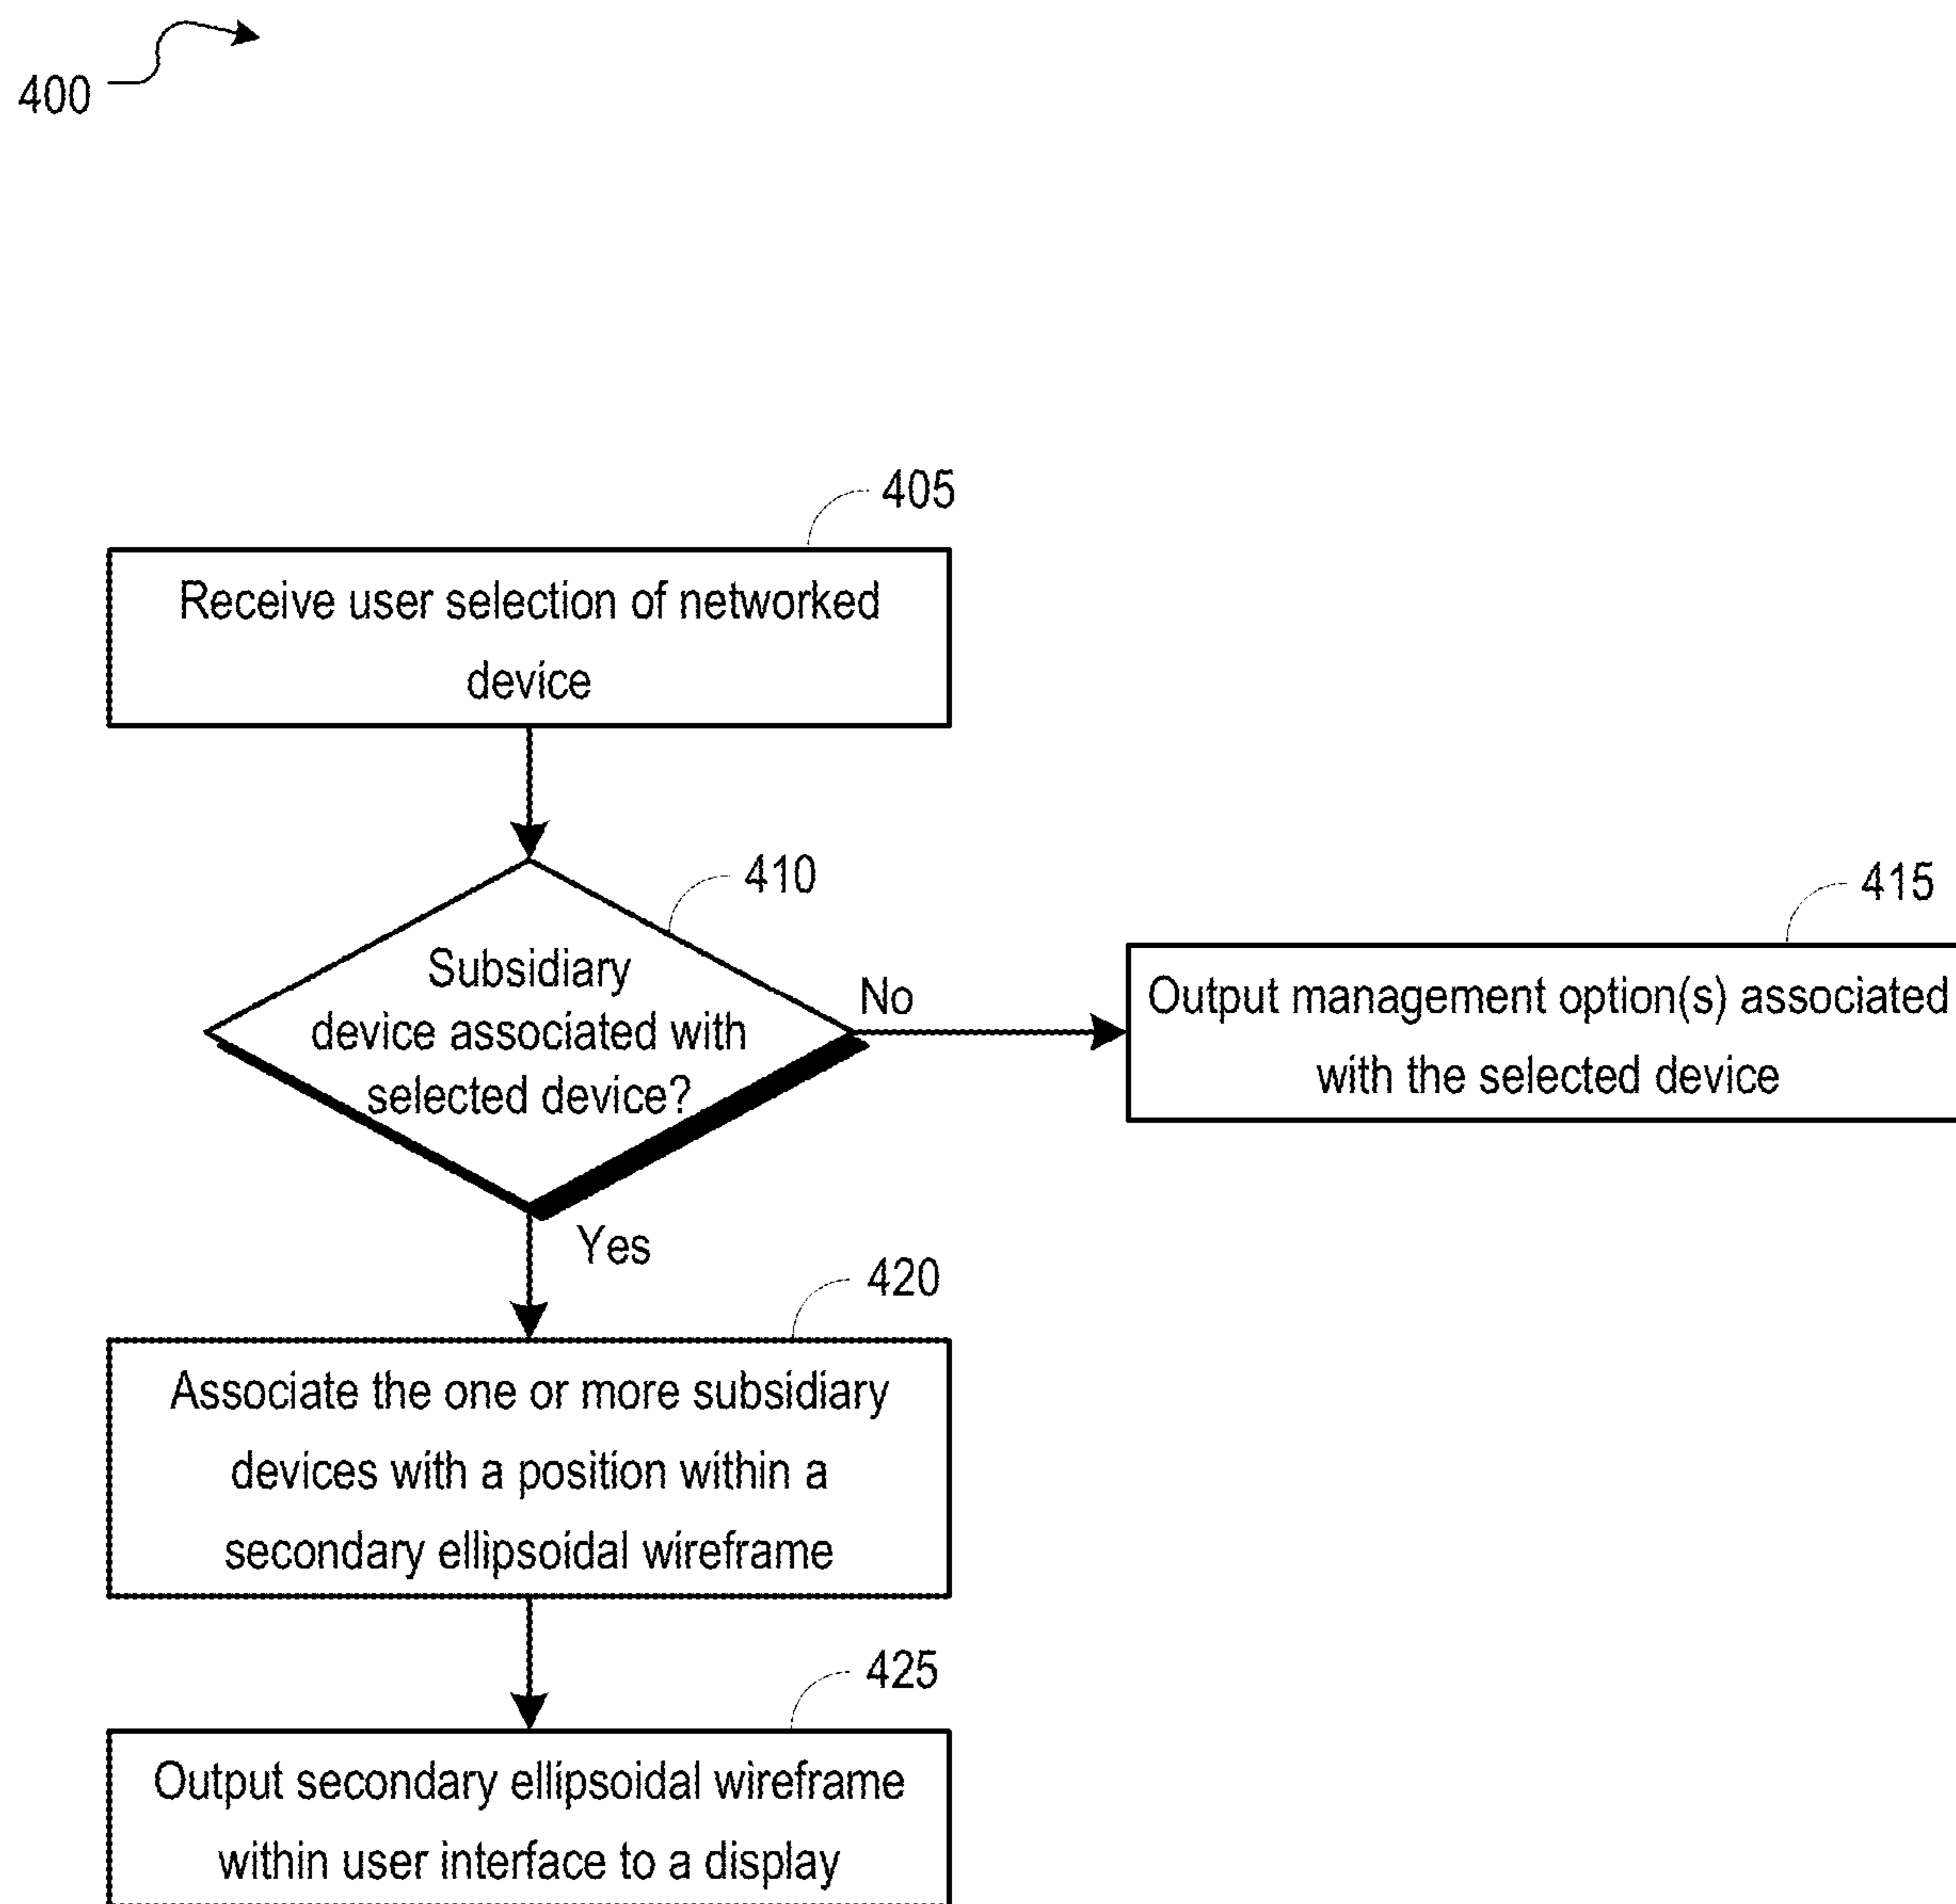 400
405
Receive user selection of networked
device
410
Subsidiary
device associated with
selected device?
No
415
Output management option(s) associated
with the selected device
Yes
420
Associate the one or more subsidiary
devices with a position within a
secondary ellipsoidal wireframe
425
Output secondary ellipsoidal wireframe
within user interface to a display